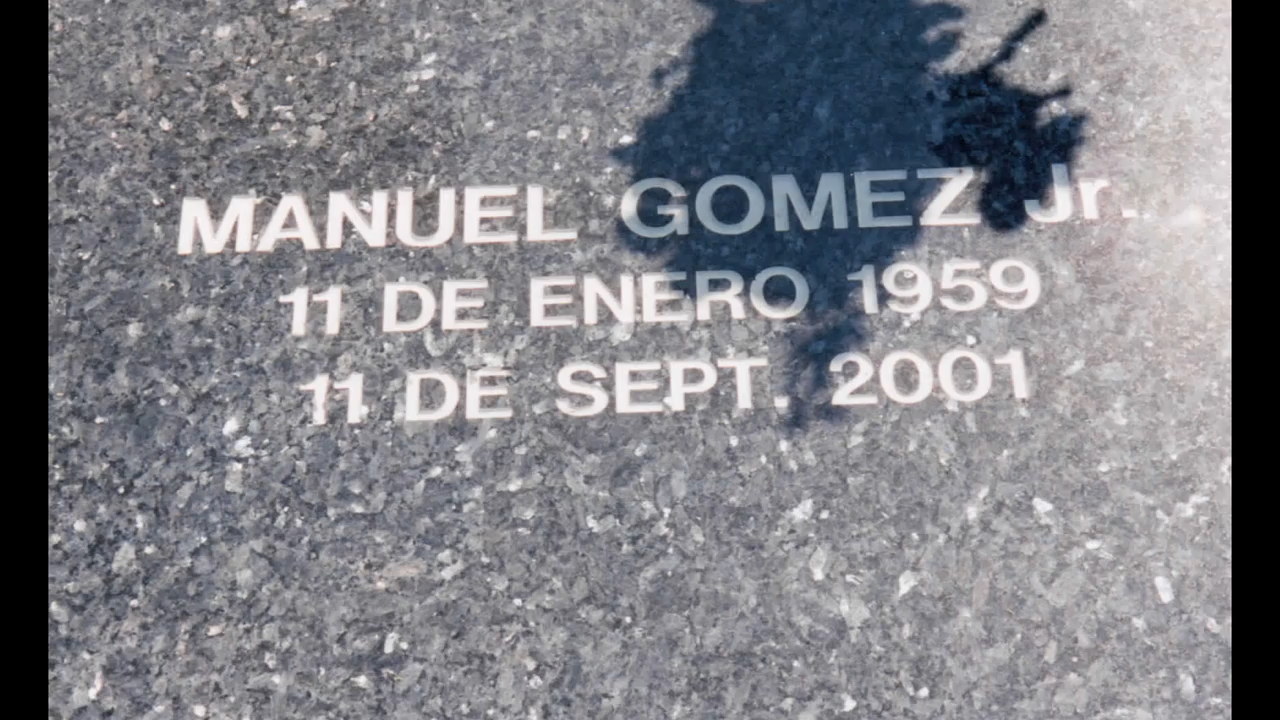 MANUEL GOMEZ Jr.
11 DE ENERO 1959
11 DE SEPT. 2001